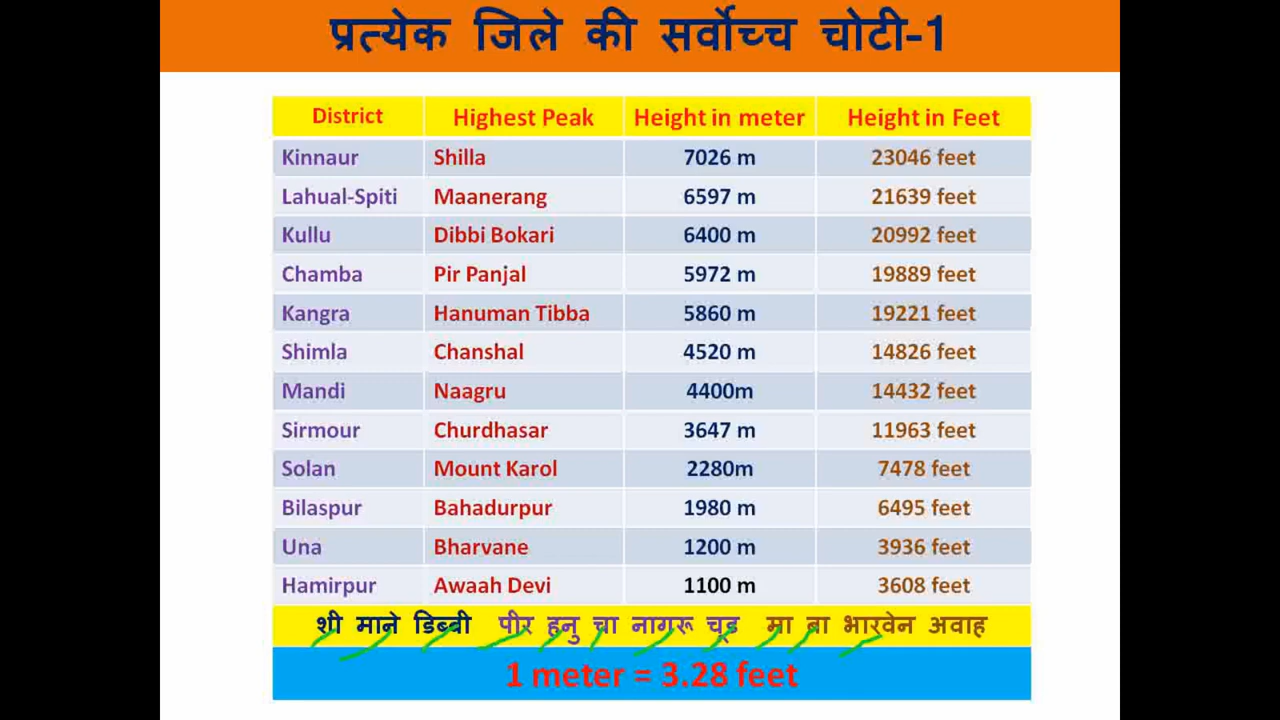 प्रत्येक जिले की सर्वोच्च चोटी-1
District Highest Peak Height in meter Height in Feet
Kinnaur Shilla 7026 m 23046 feet
Lahual-Spiti Maanerang 6597 m 21639 feet
Kullu Dibbi Bokari 6400 m 20992 feet
Chamba Pir Panjal 5972 m 19889 feet
Kangra Hanuman Tibba 5860 m 19221 feet
Shimla Chanshal 4520 m 14826 feet
Mandi Naagru 4400m 14432 feet
Sirmour Churdhasar 3647 m 11963 feet
Solan Mount Karol 2280m 7478 feet
Bilaspur Bahadurpur 1980 m 6495 feet
Una Bharvane 1200 m 3936 feet
Hamirpur Awaah Devi 1100 m 3608 feet
शी माने डिब्बी पीर हनु चा नागरू चूड मा बा भारवेन अवाह
1 meter = 3.28 feet